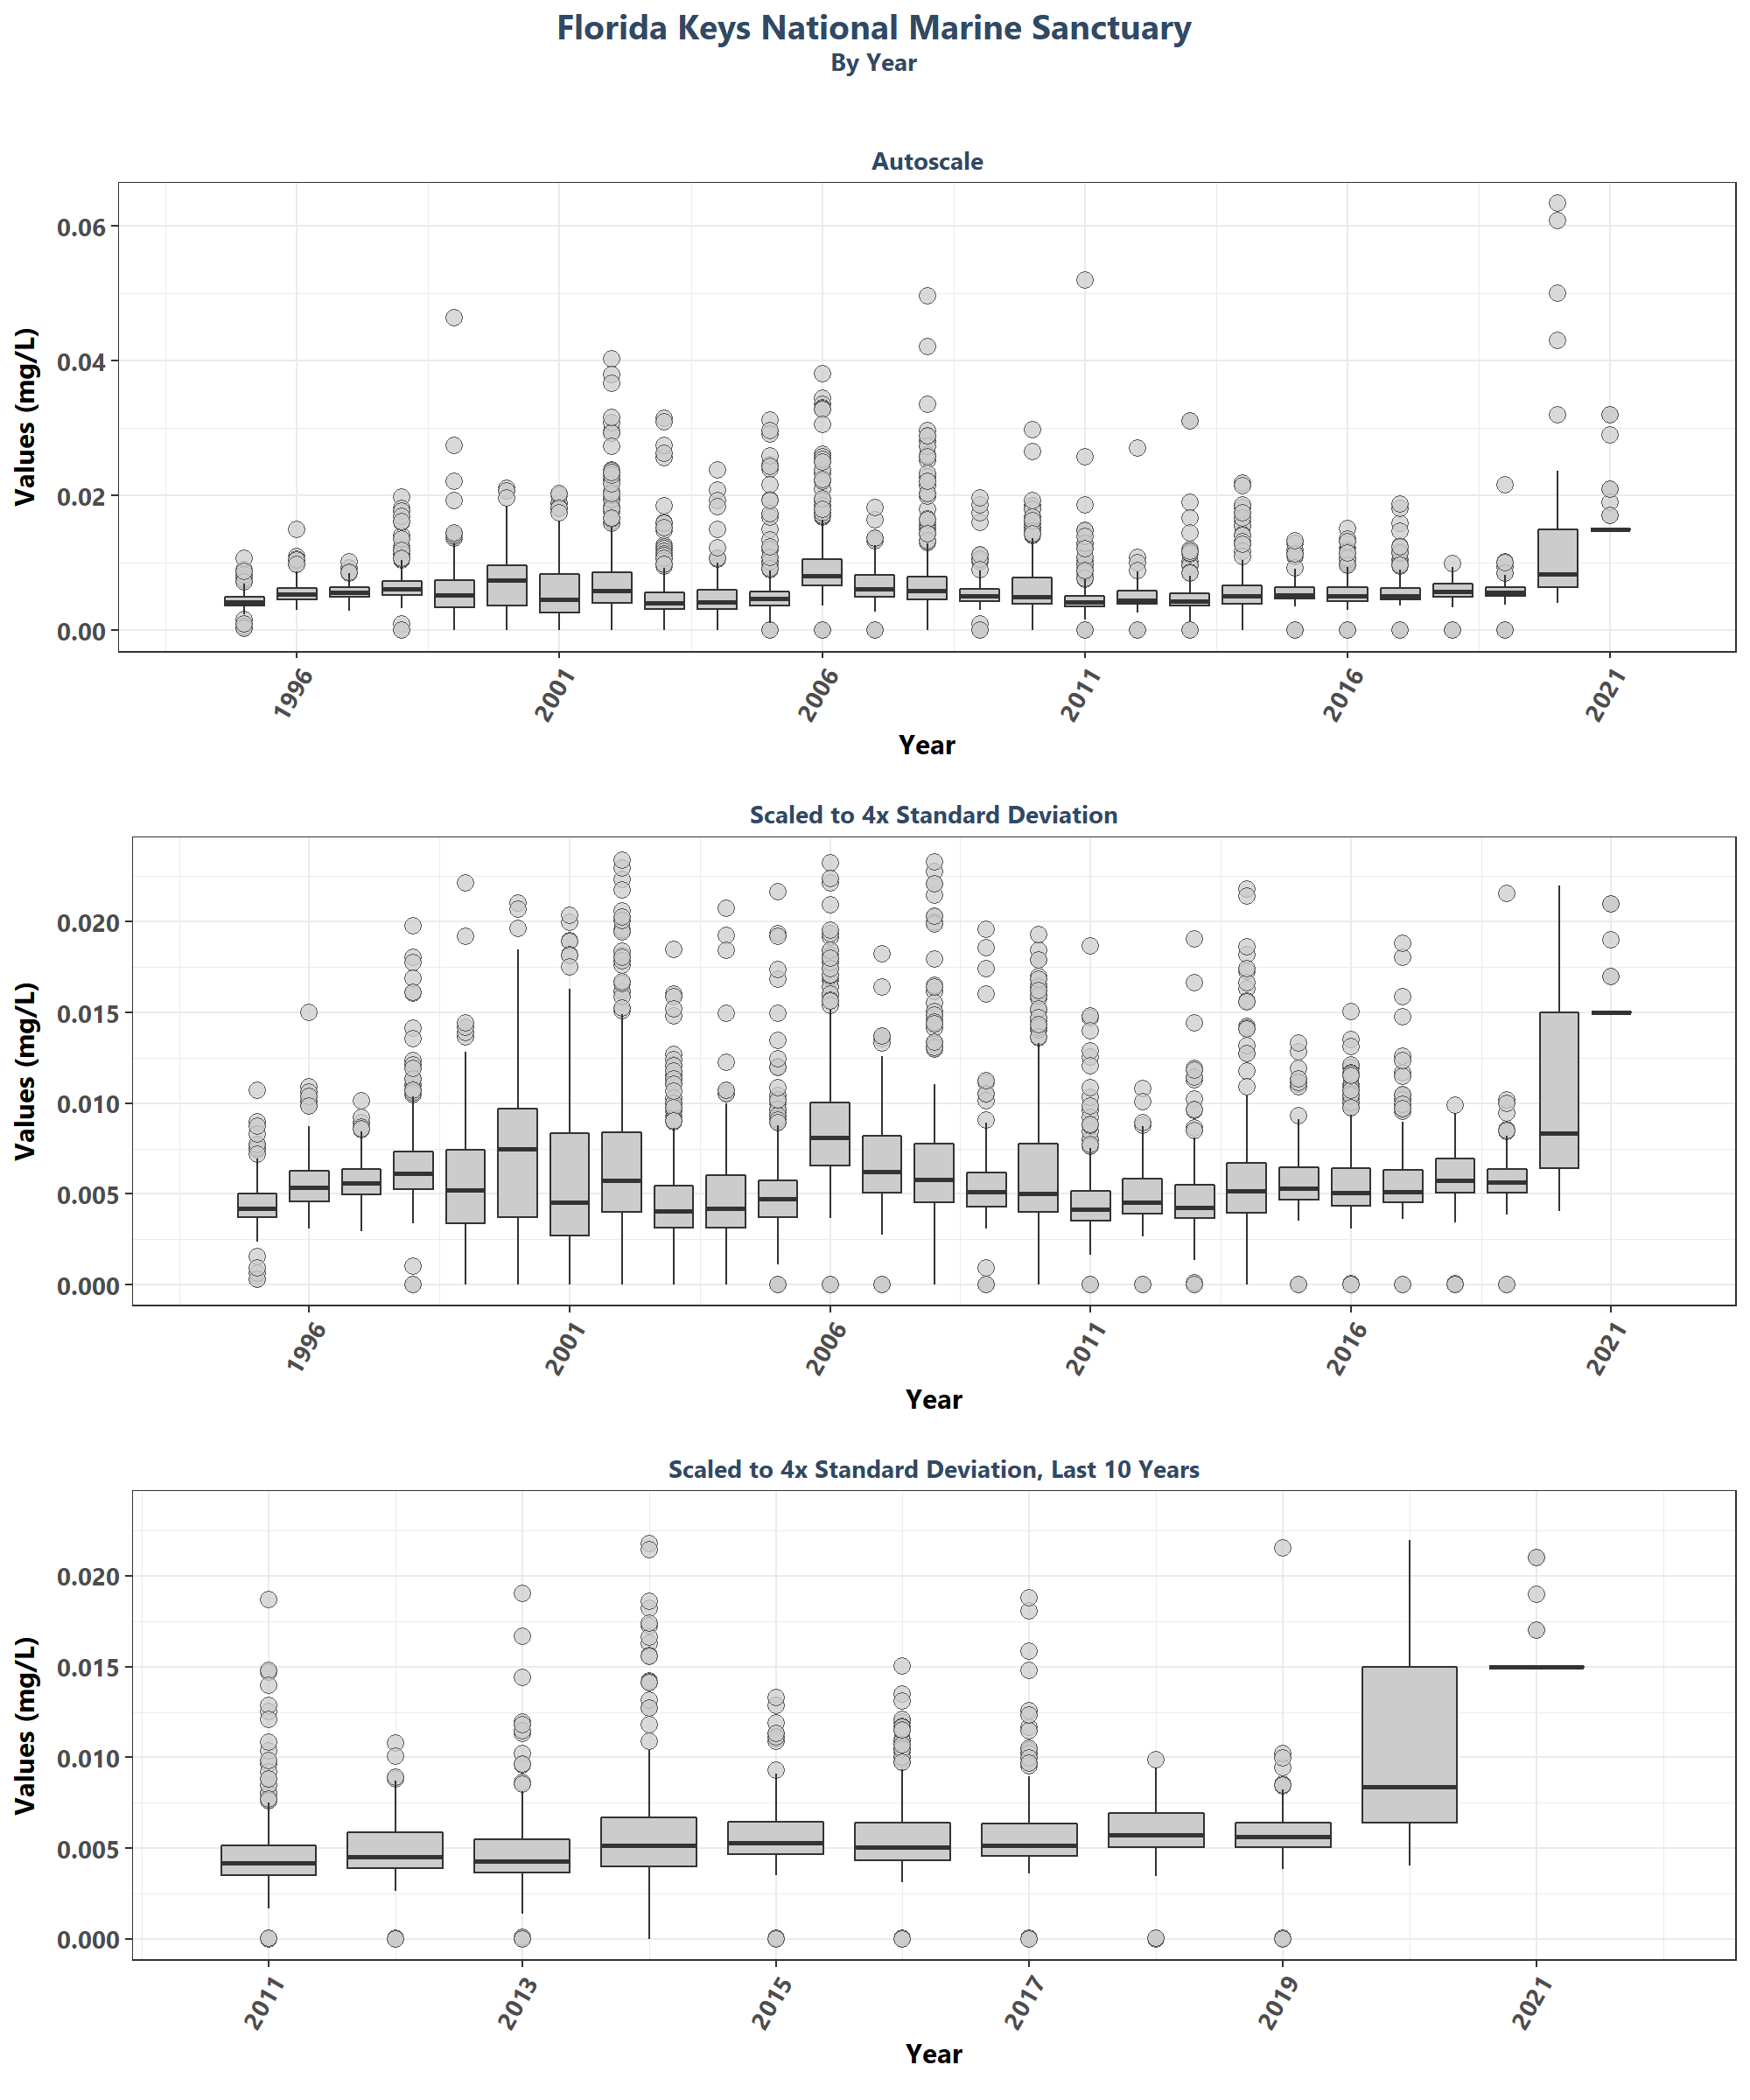 Florida Keys National Marine Sanctuary
By Year
Autoscale
Values (mg/L)
0.06
0.04
0.02
0.00
1996 2001 2006 2011 2016 2021
Year
Scaled to 4x Standard Deviation
Values (mg/L)
0.020
0.015
0.010
0.005
0.000
1996 2001 2006 2011 2016 2021
Year
Scaled to 4x Standard Deviation, Last 10 Years
Values (mg/L)
0.020
0.015
0.010
0.005
0.000
2011 2013 2015 2017 2019 2021
Year